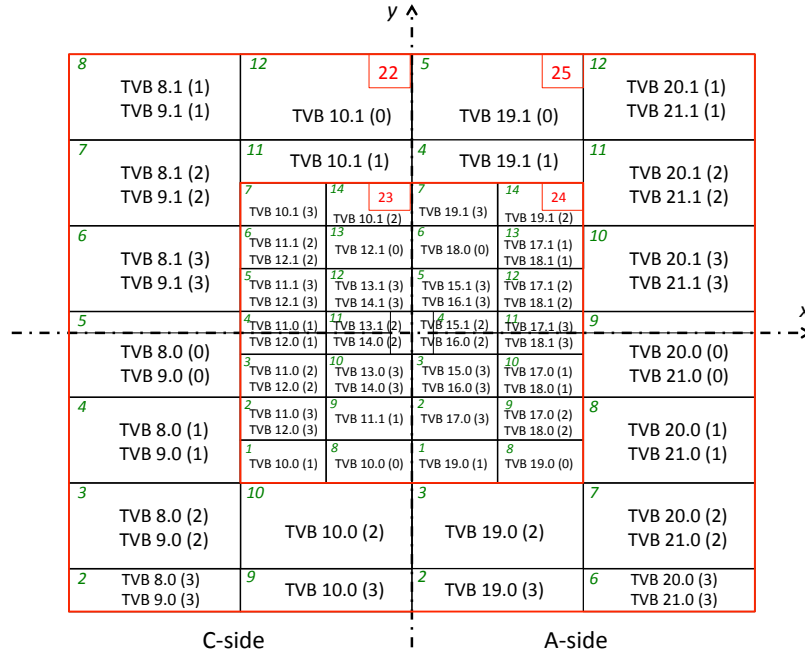 y
8
TVB 8.1 (1)
TVB 9.1 (1)
12
22
TVB 10.1 (0)
5
25
TVB 19.1 (0)
12
TVB 20.1 (1)
TVB 21.1 (1)
7
TVB 8.1 (2)
TVB 9.1 (2)
11
TVB 10.1 (1)
4
TVB 19.1 (1)
11
TVB 20.1 (2)
TVB 21.1 (2)
7
TVB 10.1 (3)
14
23
TVB 10.1 (2)
7
TVB 19.1 (3)
14
24
TVB 19.1 (2)
6
TVB 8.1 (3)
TVB 9.1 (3)
6
TVB 11.1 (2)
TVB 12.1 (2)
13
TVB 12.1 (0)
6
TVB 18.0 (0)
13
TVB 17.1 (1)
TVB 18.1 (1)
10
TVB 20.1 (3)
TVB 21.1 (3)
5
TVB 11.1 (3)
TVB 12.1 (3)
12
TVB 13.1 (3)
TVB 14.1 (3)
5
TVB 15.1 (3)
TVB 16.1 (3)
12
TVB 17.1 (2)
TVB 18.1 (2)
x
5
TVB 8.0 (0)
TVB 9.0 (0)
4
TVB 11.0 (1)
TVB 12.0 (1)
11
TVB 13.1 (2)
TVB 14.0 (2)
4
TVB 15.1 (2)
TVB 16.0 (2)
11
TVB 17.1 (3)
TVB 18.1 (3)
9
TVB 20.0 (0)
TVB 21.0 (0)
3
TVB 11.0 (2)
TVB 12.0 (2)
10
TVB 13.0 (3)
TVB 14.0 (3)
3
TVB 15.0 (3)
TVB 16.0 (3)
10
TVB 17.0 (1)
TVB 18.0 (1)
4
TVB 8.0 (1)
TVB 9.0 (1)
2
TVB 11.0 (3)
TVB 12.0 (3)
9
TVB 11.1 (1)
2
TVB 17.0 (3)
9
TVB 17.0 (2)
TVB 18.0 (2)
8
TVB 20.0 (1)
TVB 21.0 (1)
1
TVB 10.0 (1)
8
TVB 10.0 (0)
1
TVB 19.0 (1)
8
TVB 19.0 (0)
3
TVB 8.0 (2)
TVB 9.0 (2)
10
TVB 10.0 (2)
3
TVB 19.0 (2)
7
TVB 20.0 (2)
TVB 21.0 (2)
2
TVB 8.0 (3)
TVB 9.0 (3)
9
TVB 10.0 (3)
2
TVB 19.0 (3)
6
TVB 20.0 (3)
TVB 21.0 (3)
C-side
A-side